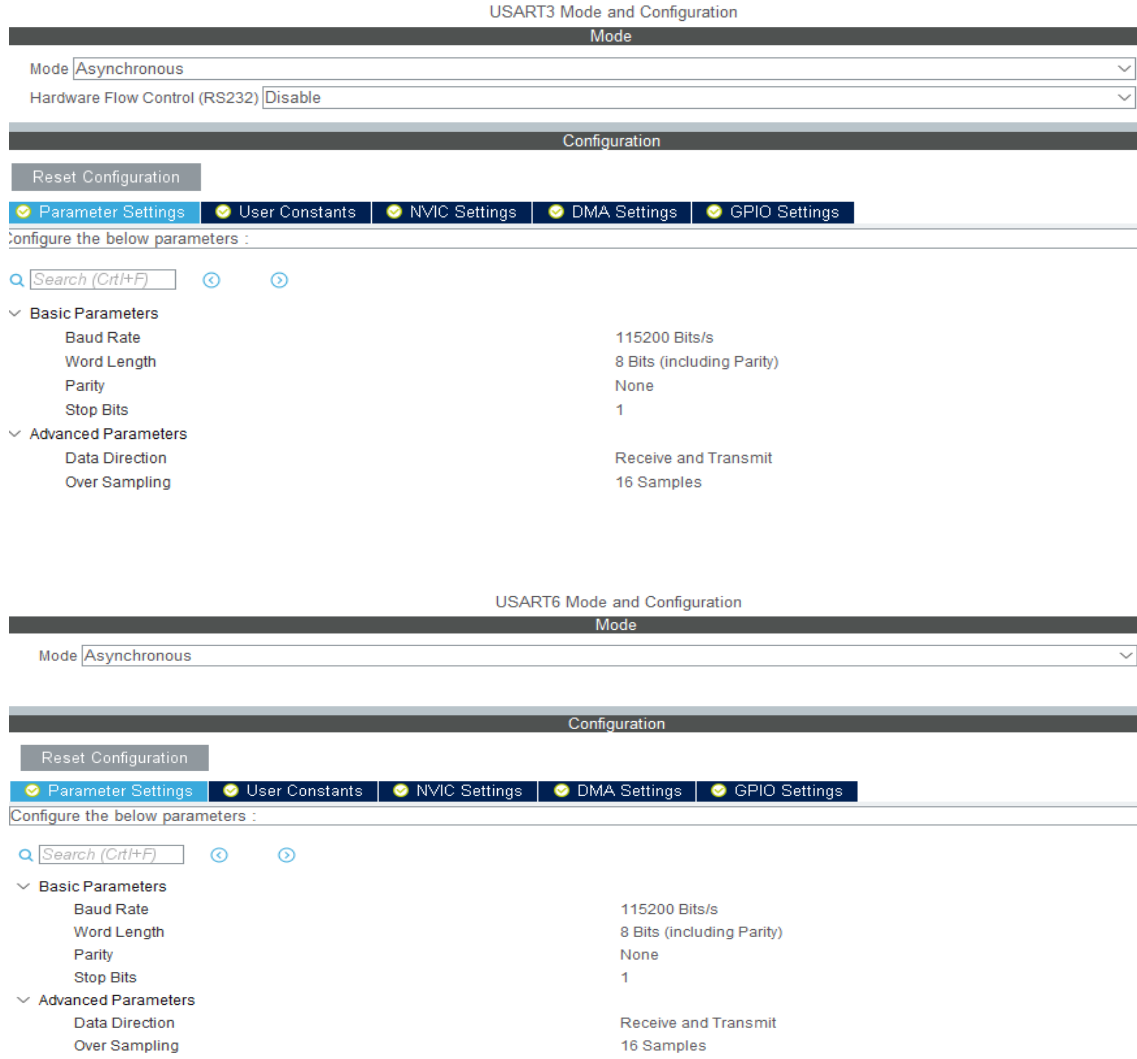 USART3 Mode and Configuration
Mode
Mode Asynchronous
Hardware Flow Control (RS232) Disable
Configuration
Reset Configuration
Parameter Settings User Constants NVIC Settings DMA Settings GPIO Settings
Configure the below parameters :
Search (Crtl+F)
Basic Parameters
Baud Rate 115200 Bits/s
Word Length 8 Bits (including Parity)
Parity None
Stop Bits 1
Advanced Parameters
Data Direction Receive and Transmit
Over Sampling 16 Samples
USART6 Mode and Configuration
Mode
Mode Asynchronous
Configuration
Reset Configuration
Parameter Settings User Constants NVIC Settings DMA Settings GPIO Settings
Configure the below parameters :
Search (Crtl+F)
Basic Parameters
Baud Rate 115200 Bits/s
Word Length 8 Bits (including Parity)
Parity None
Stop Bits 1
Advanced Parameters
Data Direction Receive and Transmit
Over Sampling 16 Samples